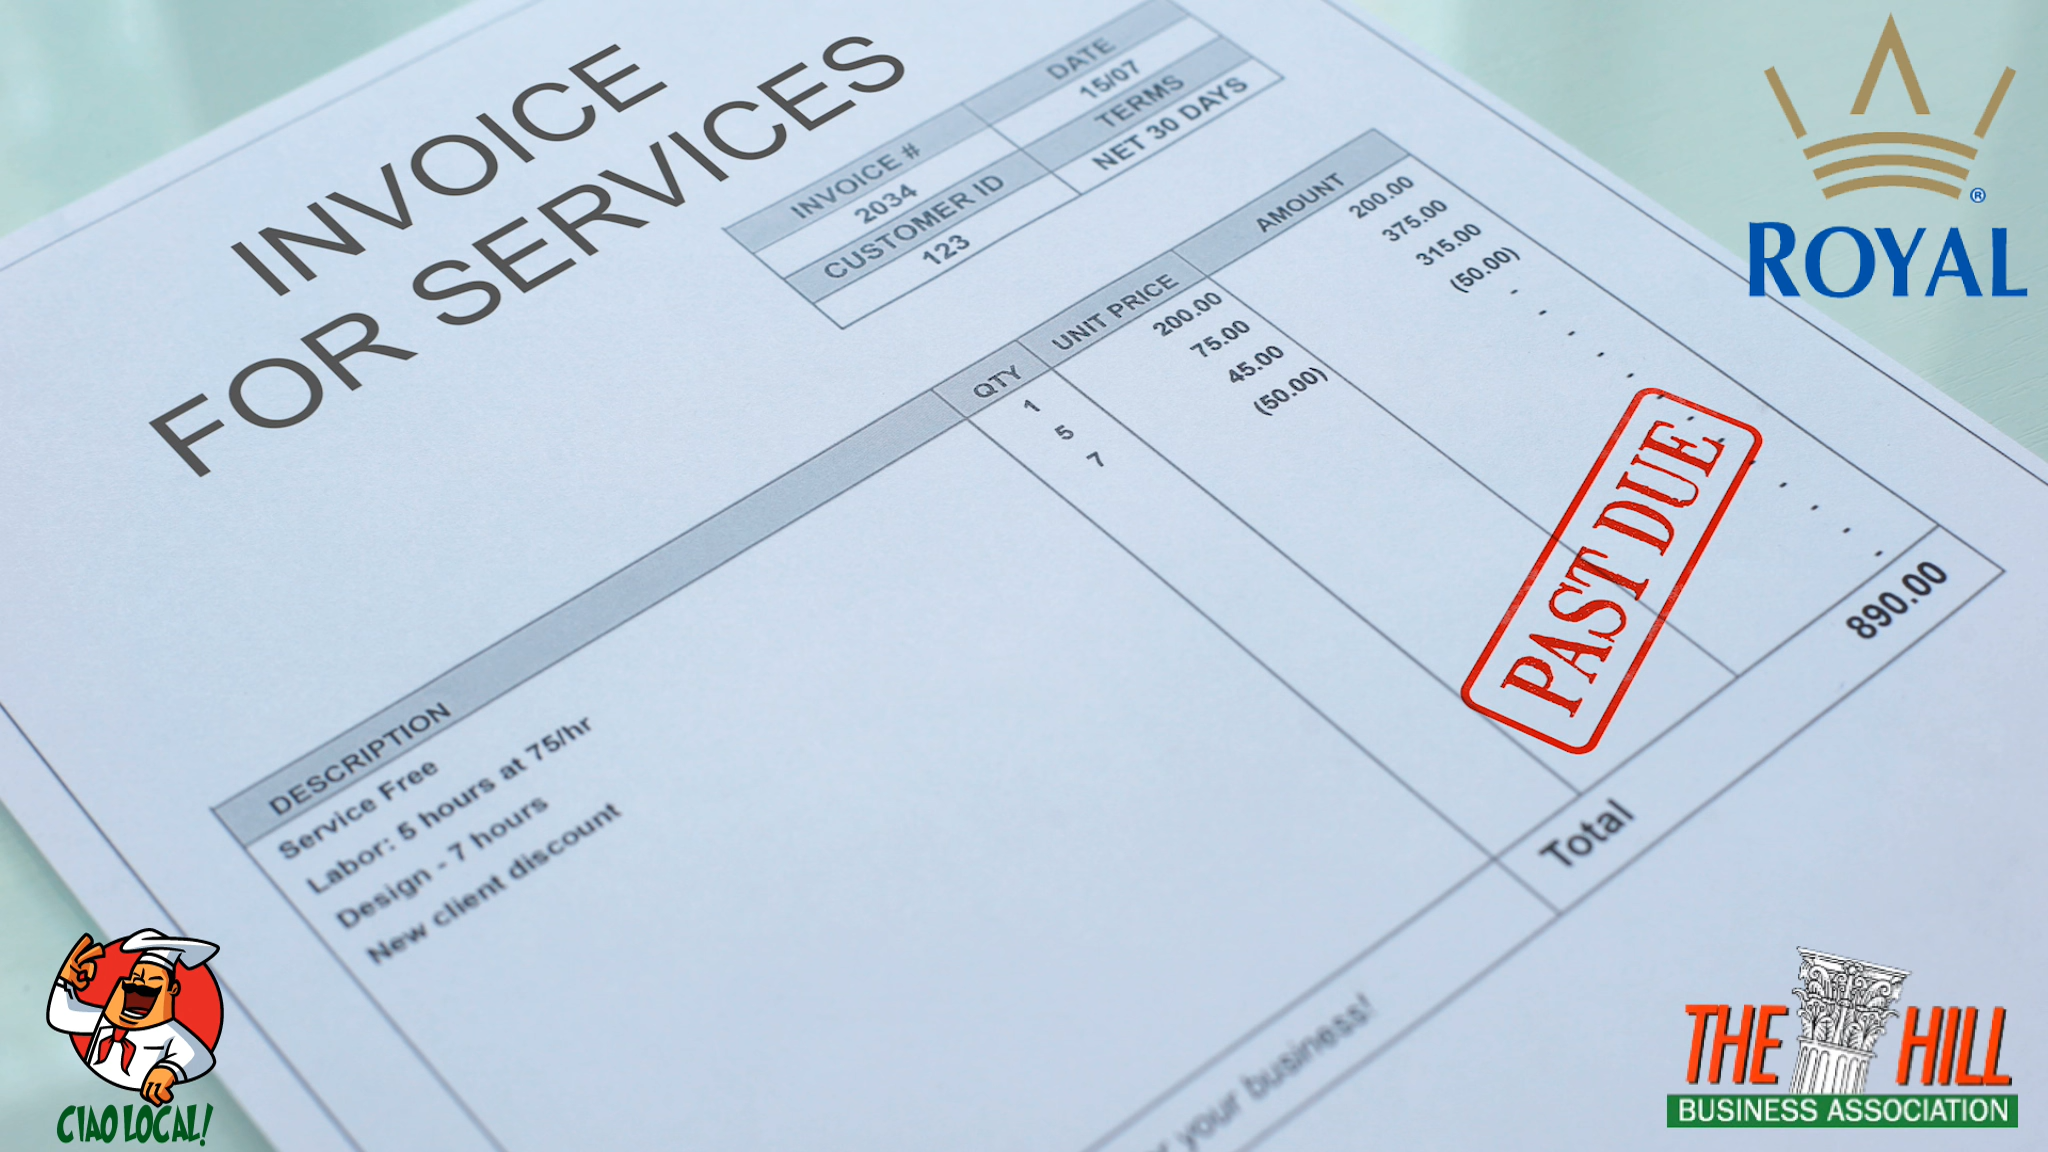 INVOICE
FOR SERVICES
INVOICE #
DATE
2034
15/07
CUSTOMER ID
TERMS
123
NET 30 DAYS
DESCRIPTION
QTY
UNIT PRICE
AMOUNT
Service Free
1
200.00
200.00
Labor: 5 hours at 75/hr
5
75.00
375.00
Design - 7 hours
7
45.00
315.00
New client discount
(50.00)
(50.00)
PAST DUE
Total
890.00
your business!
ROYAL®
CIAO LOCAL!
THE HILL
BUSINESS ASSOCIATION